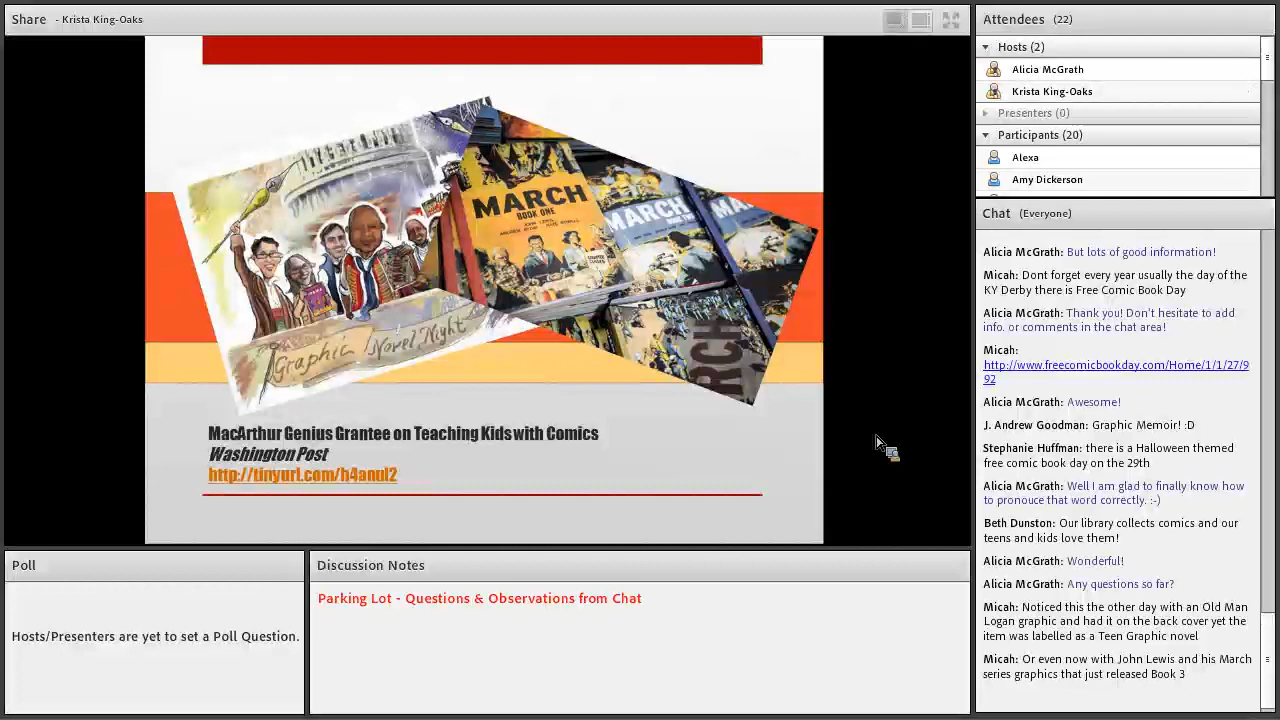 Share - Krista King-Oaks
MARCH
BOOK ONE
MARCH
MA
RCH
Graphic Novel Night
MacArthur Genius Grantee on Teaching Kids with Comics
Washington Post
http://tinyurl.com/h4anul2
Poll
Hosts/Presenters are yet to set a Poll Question.
Discussion Notes
Parking Lot - Questions & Observations from Chat
Attendees (22)
Hosts (2)
Alicia McGrath
Krista King-Oaks
Presenters (0)
Participants (20)
Alexa
Amy Dickerson
Chat (Everyone)
Alicia McGrath: But lots of good information!
Micah: Dont forget every year usually the day of the
KY Derby there is Free Comic Book Day
Alicia McGrath: Thank you! Don't hesitate to add
info. or comments in the chat area!
Micah:
http://www.freecomicbookday.com/Home/1/1/27/9
92
Alicia McGrath: Awesome!
J. Andrew Goodman: Graphic Memoir! :D
Stephanie Huffman: there is a Halloween themed
free comic book day on the 29th
Alicia McGrath: Well I am glad to finally know how
to pronouce that word correctly. :-)
Beth Dunston: Our library collects comics and our
teens and kids love them!
Alicia McGrath: Wonderful!
Alicia McGrath: Any questions so far?
Micah: Noticed this the other day with an Old Man
Logan graphic and had it on the back cover yet the
item was labelled as a Teen Graphic novel
Micah: Or even now with John Lewis and his March
series graphics that just released Book 3